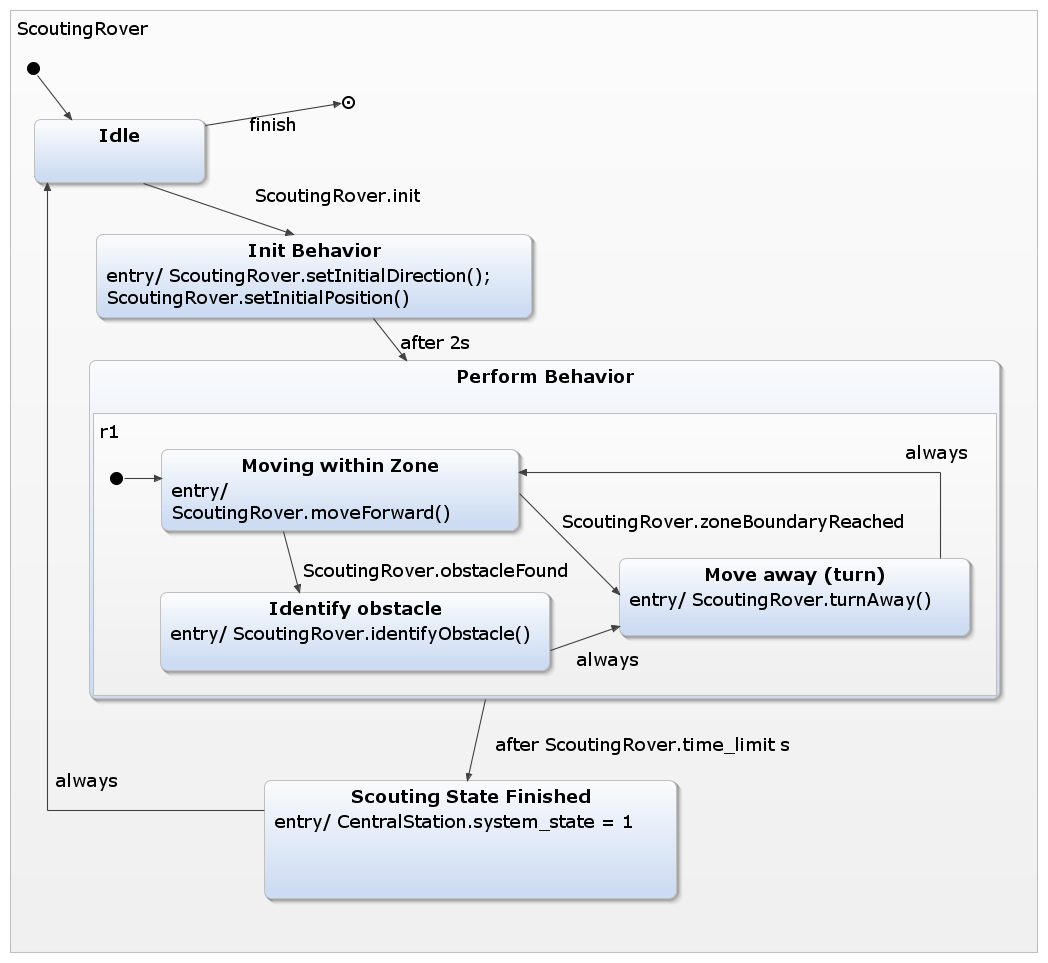 ScoutingRover
finish
Idle
ScoutingRover.init
Init Behavior
entry/ ScoutingRover.setInitialDirection();
ScoutingRover.setInitialPosition()
after 2s
Perform Behavior
r1
always
Moving within Zone
entry/
ScoutingRover.moveForward()
ScoutingRover.zoneBoundaryReached
ScoutingRover.obstacleFound
Move away (turn)
entry/ ScoutingRover.turnAway()
Identify obstacle
entry/ ScoutingRover.identifyObstacle()
always
after ScoutingRover.time_limit s
always
Scouting State Finished
entry/ CentralStation.system_state = 1